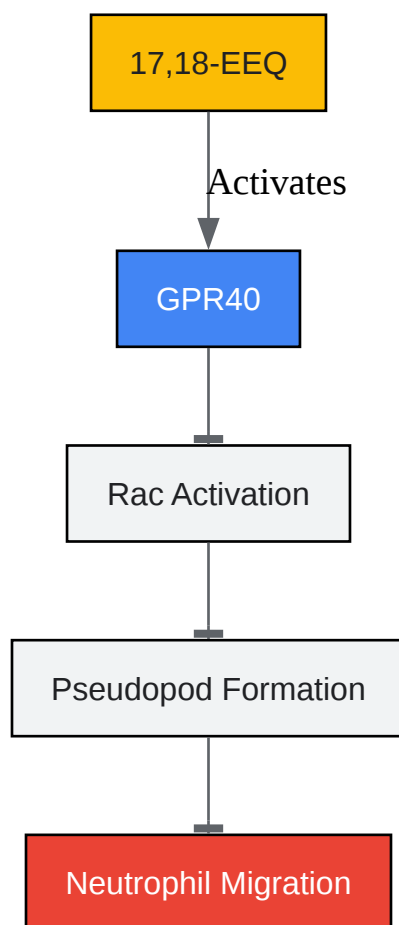 17,18-EEQ
Activates
GPR40
Rac Activation
Pseudopod Formation
Neutrophil Migration